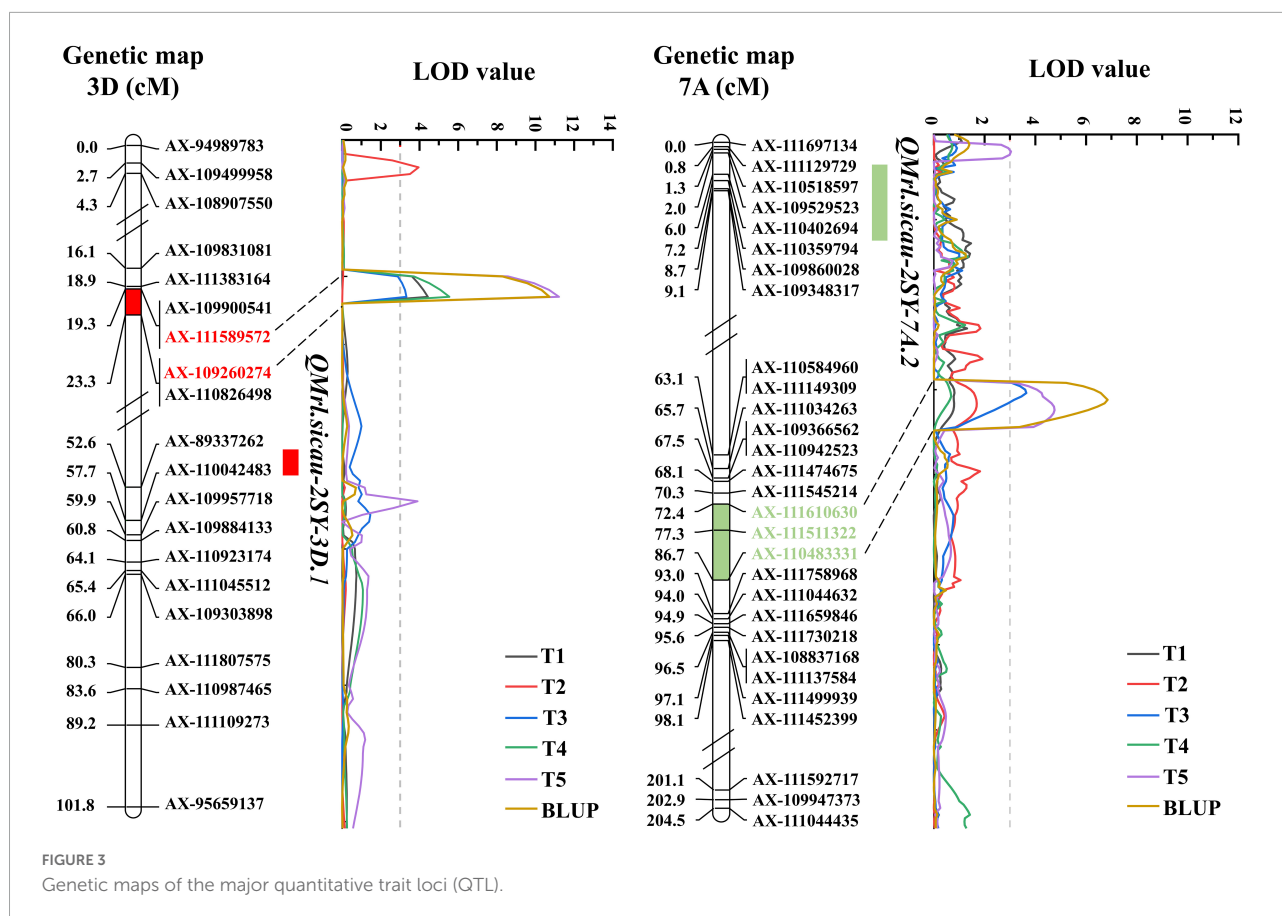 Genetic map
3D (cM)
LOD value
0
2
4
6
8
10
12
14
0.0
2.7
4.3
16.1
18.9
19.3
23.3
52.6
57.7
59.9
60.8
64.1
65.4
66.0
80.3
83.6
89.2
101.8
AX-94989783
AX-109499958
AX-108907550
AX-109831081
AX-111383164
AX-109900541
AX-111589572
AX-109260274
AX-110826498
AX-89337262
AX-110042483
AX-109957718
AX-109884133
AX-110923174
AX-111045512
AX-109303898
AX-111807575
AX-110987465
AX-111109273
AX-95659137
QMrl.sicau-2SY-3D.1
T1
T2
T3
T4
T5
BLUP
Genetic map
7A (cM)
LOD value
0
2
4
6
8
10
12
0.0
0.8
1.3
2.0
6.0
7.2
8.7
9.1
63.1
65.7
67.5
68.1
70.3
72.4
77.3
86.7
93.0
94.0
94.9
95.6
96.5
97.1
98.1
201.1
202.9
204.5
AX-111697134
AX-111129729
AX-110518597
AX-109529523
AX-110402694
AX-110359794
AX-109860028
AX-109348317
AX-110584960
AX-111149309
AX-111034263
AX-109366562
AX-110942523
AX-111474675
AX-111545214
AX-111610630
AX-111511322
AX-110483331
AX-111758968
AX-111044632
AX-111659846
AX-111730218
AX-108837168
AX-111137584
AX-111499939
AX-111452399
AX-111592717
AX-109947373
AX-111044435
QMrl.sicau-2SY-7A.2
T1
T2
T3
T4
T5
BLUP
FIGURE 3
Genetic maps of the major quantitative trait loci (QTL).